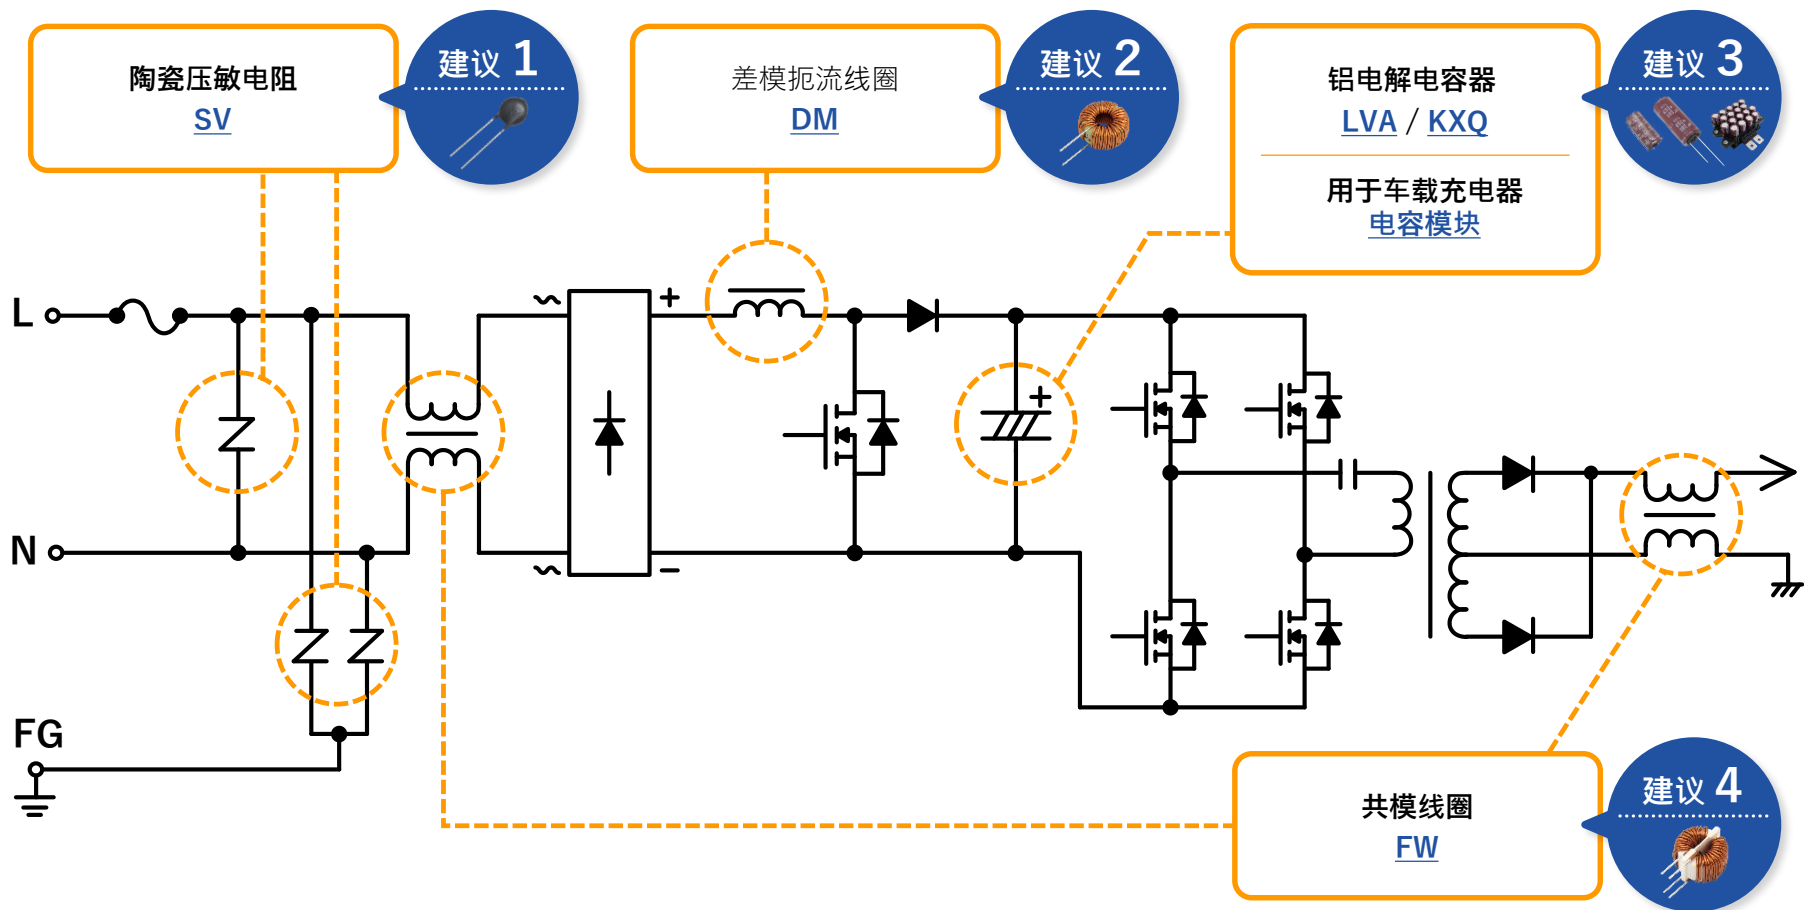 陶瓷压敏电阻
SV
建议 1
差模扼流线圈
DM
建议 2
铝电解电容器
LVA / KXQ
用于车载充电器
电容模块
建议 3
L
~
+
+
N
~
−
FG
共模线圈
FW
建议 4